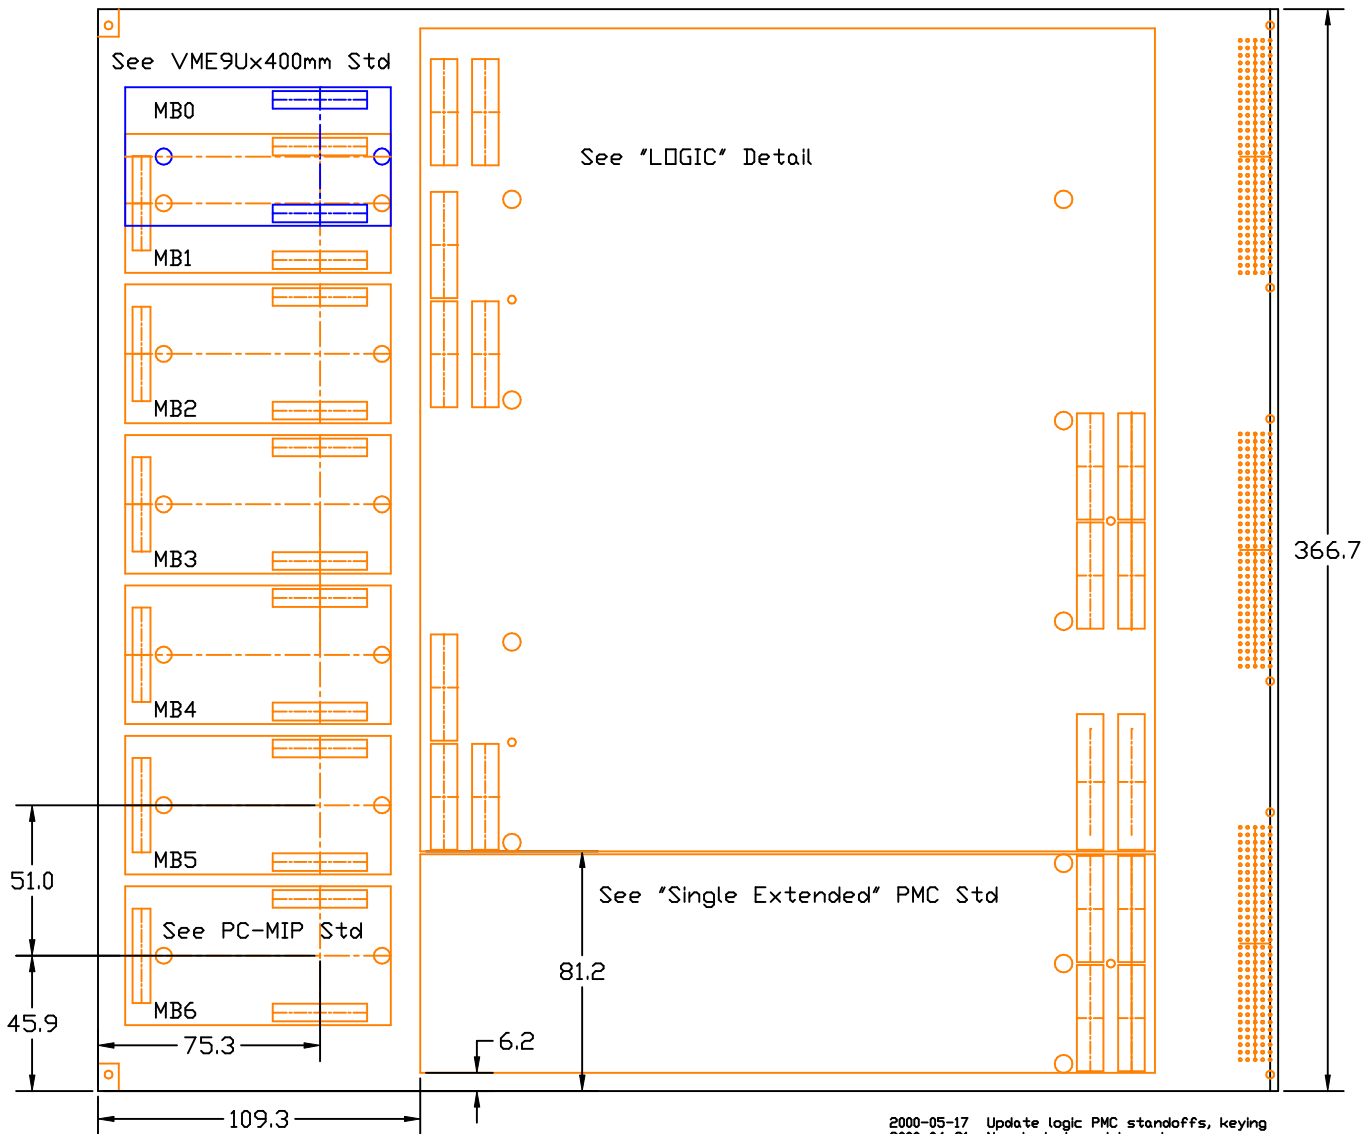 See VME9Ux400mm Std
MB0
See "LOGIC" Detail
MB1
MB2
MB3
366.7
MB4
MB5
51.0
See "Single Extended" PMC Std
See PC-MIP Std
81.2
MB6
45.9
75.3
6.2
109.3
2000-05-17 Update logic PMC standoffs, keying